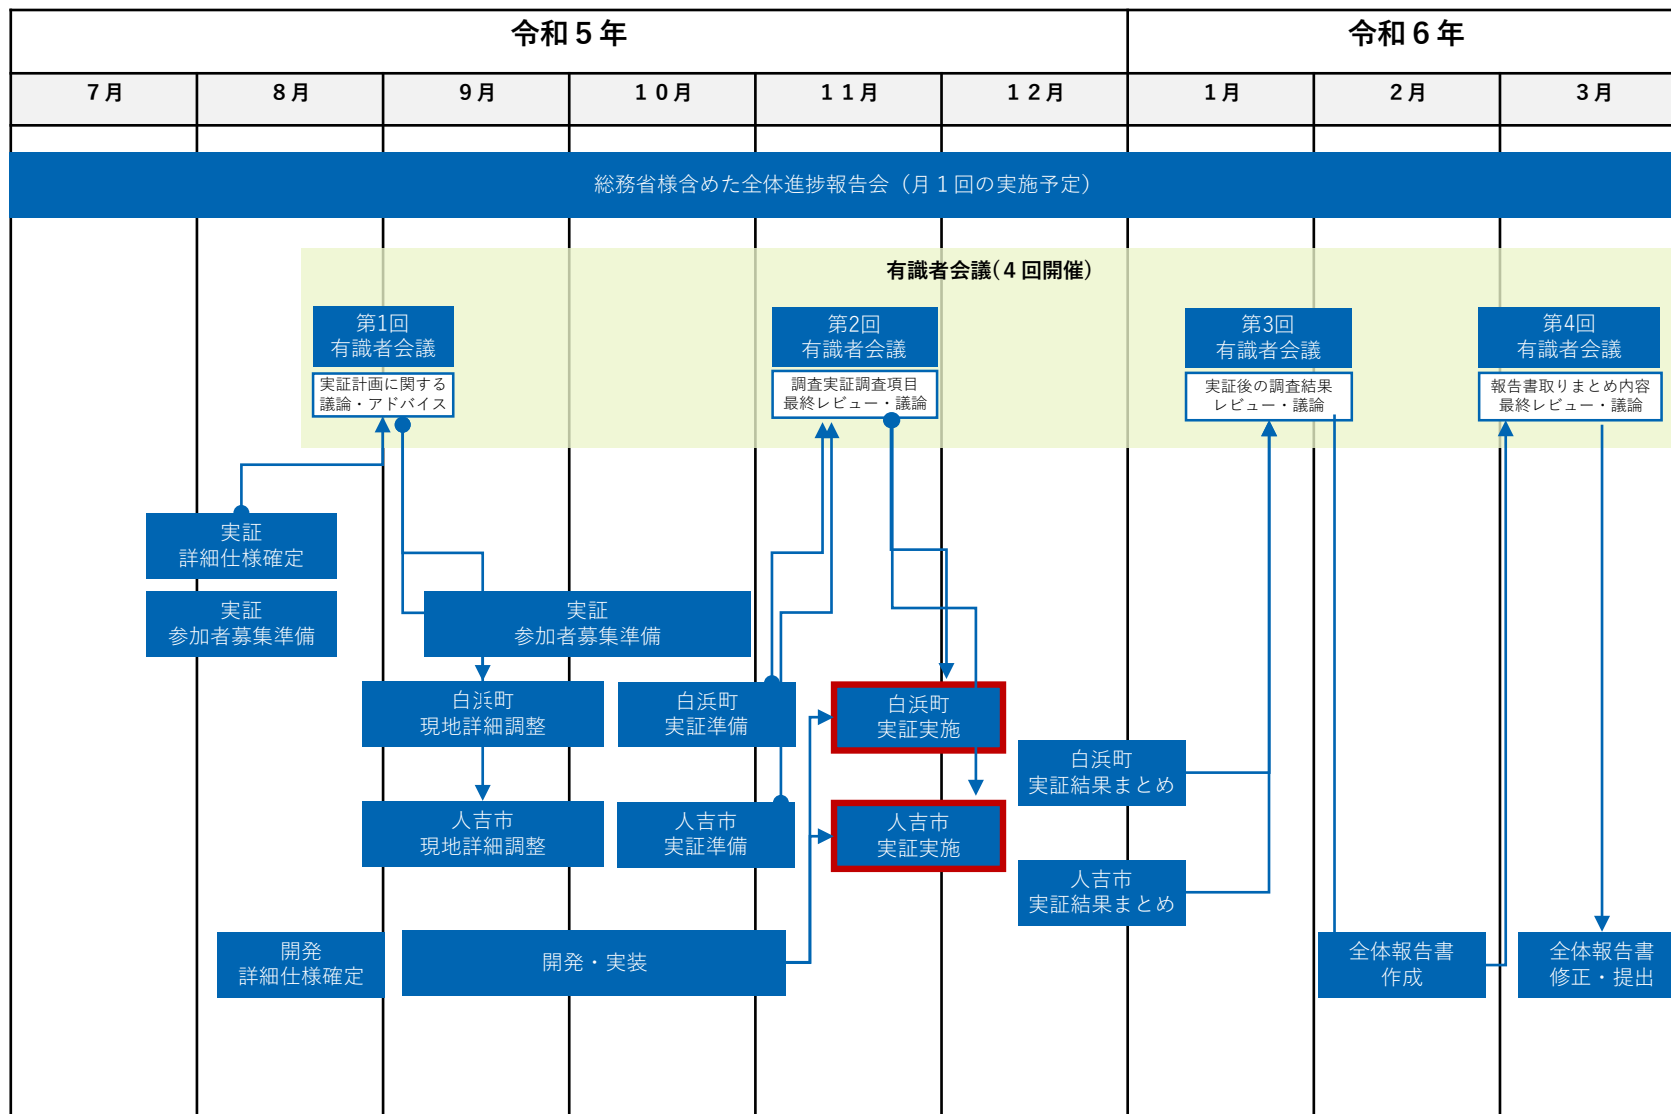 令和５年
令和６年
7月
8月
9月
１０月
１１月
１２月
1月
2月
3月
総務省様含めた全体進捗報告会（月１回の実施予定）
有識者会議(４回開催)
第1回
有識者会議
実証計画に関する
議論・アドバイス
第2回
有識者会議
調査実証調査項目
最終レビュー・議論
第3回
有識者会議
実証後の調査結果
レビュー・議論
第4回
有識者会議
報告書取りまとめ内容
最終レビュー・議論
実証
詳細仕様確定
実証
参加者募集準備
実証
参加者募集準備
白浜町
現地詳細調整
白浜町
実証準備
白浜町
実証実施
白浜町
実証結果まとめ
人吉市
現地詳細調整
人吉市
実証準備
人吉市
実証実施
人吉市
実証結果まとめ
開発
詳細仕様確定
開発・実装
全体報告書
作成
全体報告書
修正・提出